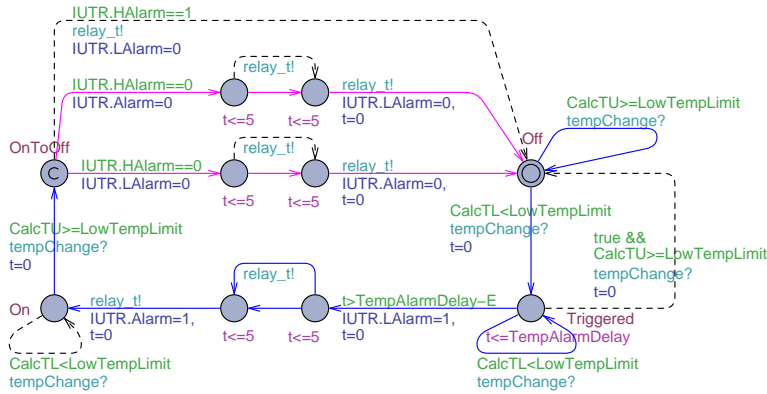 IUTR.HAlarm==1
relay_t!
IUTR.LAlarm=0
IUTR.HAlarm==0
IUTR.Alarm=0
relay_t!
t<=5
t<=5
relay_t!
IUTR.LAlarm=0,
t=0
CalcTU>=LowTempLimit
tempChange?
Off
OnToOff
C
IUTR.HAlarm==0
IUTR.LAlarm=0
relay_t!
t<=5
t<=5
relay_t!
IUTR.Alarm=0,
t=0
CalcTU>=LowTempLimit
tempChange?
t=0
CalcTL<LowTempLimit
tempChange?
t=0
true &&
CalcTU>=LowTempLimit
tempChange?
t=0
On
relay_t!
IUTR.Alarm=1,
t=0
relay_t!
t<=5
t<=5
t>TempAlarmDelay-E
IUTR.LAlarm=1,
t=0
Triggered
t<=TempAlarmDelay
CalcTL<LowTempLimit
tempChange?
CalcTL<LowTempLimit
tempChange?